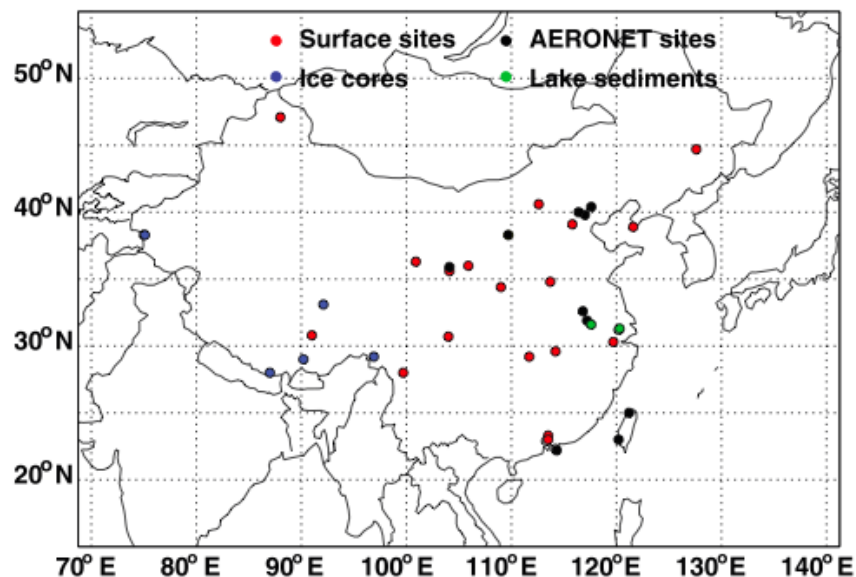 Surface sites AERONET sites
Ice cores Lake sediments
50°N
40°N
30°N
20°N
70°E 80°E 90°E 100°E 110°E 120°E 130°E 140°E